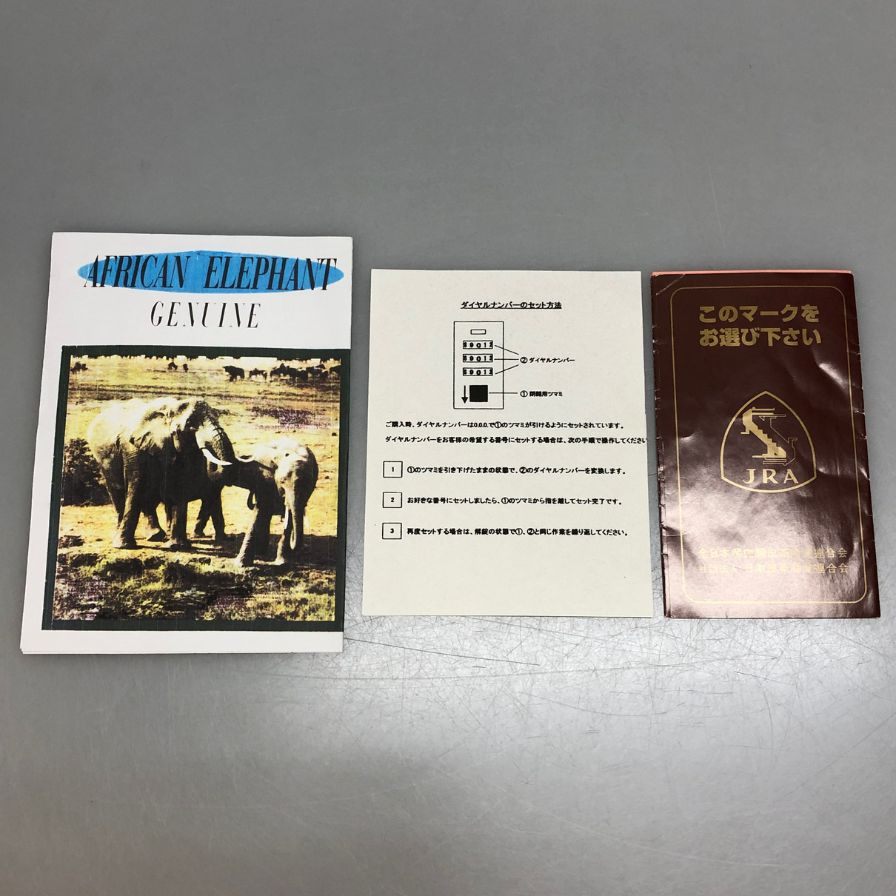 AFRICAN ELEPHANT
GENUINE
ダイヤルナンバーのセット方法
② ダイヤルナンバー
① 開閉用ツマミ
ご購入時、ダイヤルナンバーは0.0.0.で①のツマミが引けるようにセットされています。
ダイヤルナンバーをお客様の希望する番号にセットする場合は、次の手順で操作してください
1 ①のツマミを引き下げたままの状態で、②のダイヤルナンバーを変換します。
2 お好きな番号にセットしましたら、①のツマミから指を離してセット完了です。
3 再度セットする場合は、解錠の状態で①、②と同じ作業を繰り返してください。
このマークを
お選び下さい
JRA